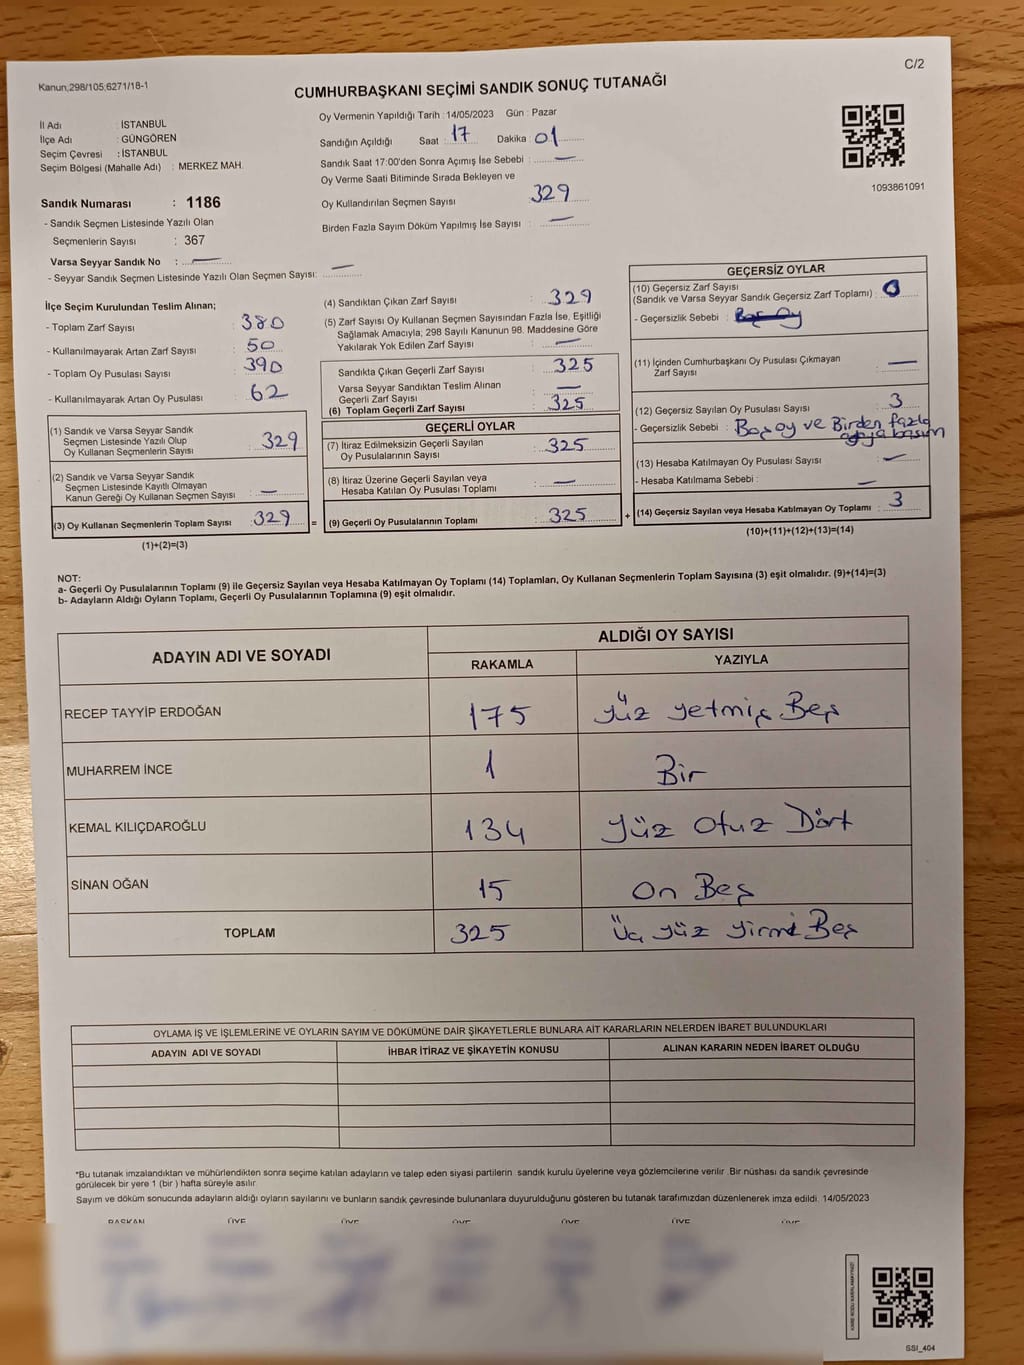 Kanun,298/105,6271/18-1
C/2
CUMHURBAŞKANI SEÇİMİ SANDIK SONUÇ TUTANAĞI
İl Adı : İSTANBUL
İlçe Adı : GÜNGÖREN
Seçim Çevresi : İSTANBUL
Seçim Bölgesi (Mahalle Adı) : MERKEZ MAH.
Sandık Numarası : 1186
- Sandık Seçmen Listesinde Yazılı Olan
Seçmenlerin Sayısı : 367
Varsa Seyyar Sandık No : —
- Seyyar Sandık Seçmen Listesinde Yazılı Olan Seçmen Sayısı: —
Oy Vermenin Yapıldığı Tarih : 14/05/2023 Gün : Pazar
Sandığın Açıldığı Saat : 17 Dakika : 01
Sandık Saat 17:00'den Sonra Açımış İse Sebebi : —
Oy Verme Saati Bitiminde Sırada Bekleyen ve
Oy Kullandırılan Seçmen Sayısı : 329
Birden Fazla Sayım Döküm Yapılmış İse Sayısı : —
1093861091
İlçe Seçim Kurulundan Teslim Alınan;
- Toplam Zarf Sayısı : 380
- Kullanılmayarak Artan Zarf Sayısı : 50
- Toplam Oy Pusulası Sayısı : 390
- Kullanılmayarak Artan Oy Pusulası : 62
(1) Sandık ve Varsa Seyyar Sandık
Seçmen Listesinde Yazılı Olup
Oy Kullanan Seçmenlerin Sayısı : 329
(2) Sandık ve Varsa Seyyar Sandık
Seçmen Listesinde Kayıtlı Olmayan
Kanun Gereği Oy Kullanan Seçmen Sayısı : —
(3) Oy Kullanan Seçmenlerin Toplam Sayısı : 329
(1)+(2)=(3)
=
(4) Sandıktan Çıkan Zarf Sayısı : 329
(5) Zarf Sayısı Oy Kullanan Seçmen Sayısından Fazla İse, Eşitliği
Sağlamak Amacıyla; 298 Sayılı Kanunun 98. Maddesine Göre
Yakılarak Yok Edilen Zarf Sayısı : —
Sandıkta Çıkan Geçerli Zarf Sayısı : 325
Varsa Seyyar Sandıktan Teslim Alınan
Geçerli Zarf Sayısı : —
(6) Toplam Geçerli Zarf Sayısı : 325
GEÇERLİ OYLAR
(7) İtiraz Edilmeksizin Geçerli Sayılan
Oy Pusulalarının Sayısı : 325
(8) İtiraz Üzerine Geçerli Sayılan veya
Hesaba Katılan Oy Pusulası Toplamı : —
(9) Geçerli Oy Pusulalarının Toplamı : 325
+
GEÇERSİZ OYLAR
(10) Geçersiz Zarf Sayısı
(Sandık ve Varsa Seyyar Sandık Geçersiz Zarf Toplamı) : 0
- Geçersizlik Sebebi : Boş Oy
(11) İçinden Cumhurbaşkanı Oy Pusulası Çıkmayan
Zarf Sayısı : —
(12) Geçersiz Sayılan Oy Pusulası Sayısı : 3
- Geçersizlik Sebebi : Boş oy ve Birden fazla
adaya basım
(13) Hesaba Katılmayan Oy Pusulası Sayısı : —
- Hesaba Katılmama Sebebi : —
(14) Geçersiz Sayılan veya Hesaba Katılmayan Oy Toplamı : 3
(10)+(11)+(12)+(13)=(14)
NOT:
a- Geçerli Oy Pusulalarının Toplamı (9) ile Geçersiz Sayılan veya Hesaba Katılmayan Oy Toplamı (14) Toplamları, Oy Kullanan Seçmenlerin Toplam Sayısına (3) eşit olmalıdır. (9)+(14)=(3)
b- Adayların Aldığı Oyların Toplamı, Geçerli Oy Pusulalarının Toplamına (9) eşit olmalıdır.
ADAYIN ADI VE SOYADI
ALDIĞI OY SAYISI
RAKAMLA YAZIYLA
RECEP TAYYİP ERDOĞAN 175 Yüz yetmiş Beş
MUHARREM İNCE 1 Bir
KEMAL KILIÇDAROĞLU 134 Yüz Otuz Dört
SİNAN OĞAN 15 On Beş
TOPLAM 325 Üç yüz yirmi Beş
OYLAMA İŞ VE İŞLEMLERİNE VE OYLARIN SAYIM VE DÖKÜMÜNE DAİR ŞİKAYETLERLE BUNLARA AİT KARARLARIN NELERDEN İBARET BULUNDUKLARI
ADAYIN ADI VE SOYADI İHBAR İTİRAZ VE ŞİKAYETİN KONUSU ALINAN KARARIN NEDEN İBARET OLDUĞU
*Bu tutanak imzalandıktan ve mühürlendikten sonra seçime katılan adayların ve talep eden siyasi partilerin sandık kurulu üyelerine veya gözlemcilerine verilir .Bir nüshası da sandık çevresinde
görülecek bir yere 1 (bir ) hafta süreyle asılır
Sayım ve döküm sonucunda adayların aldığı oyların sayılarını ve bunların sandık çevresinde bulunanlara duyurulduğunu gösteren bu tutanak tarafımızdan düzenlenerek imza edildi. 14/05/2023
BAŞKAN ÜYE ÜYE ÜYE ÜYE ÜYE ÜYE
SSI_404